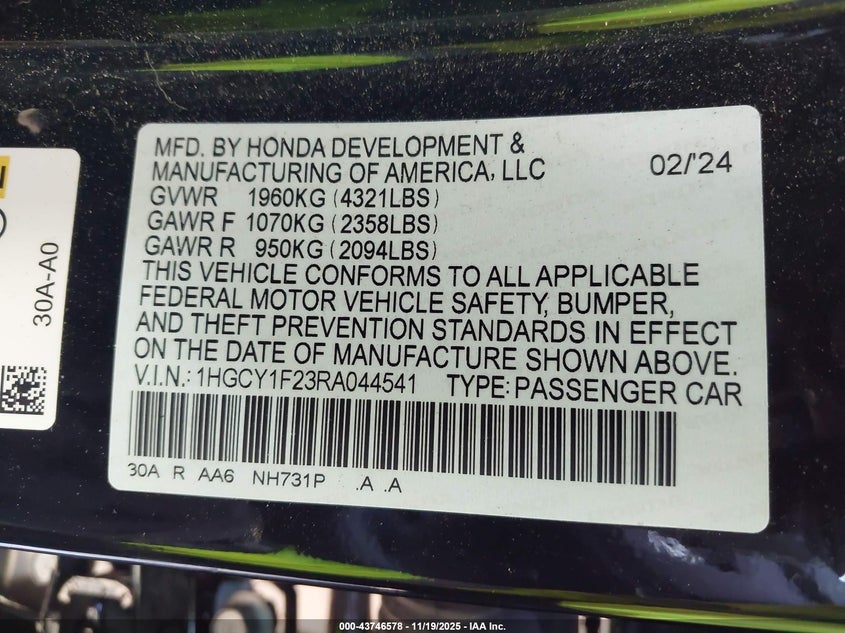 MFD. BY HONDA DEVELOPMENT &
MANUFACTURING OF AMERICA, LLC 02/'24
GVWR 1960KG (4321LBS)
GAWR F 1070KG (2358LBS)
GAWR R 950KG (2094LBS)
THIS VEHICLE CONFORMS TO ALL APPLICABLE
FEDERAL MOTOR VEHICLE SAFETY, BUMPER,
AND THEFT PREVENTION STANDARDS IN EFFECT
ON THE DATE OF MANUFACTURE SHOWN ABOVE.
V.I.N.: 1HGCY1F23RA044541 TYPE: PASSENGER CAR
30A R AA6 NH731P .A .A
30A-A0
000-43746578 - 11/19/2025 - IAA Inc.